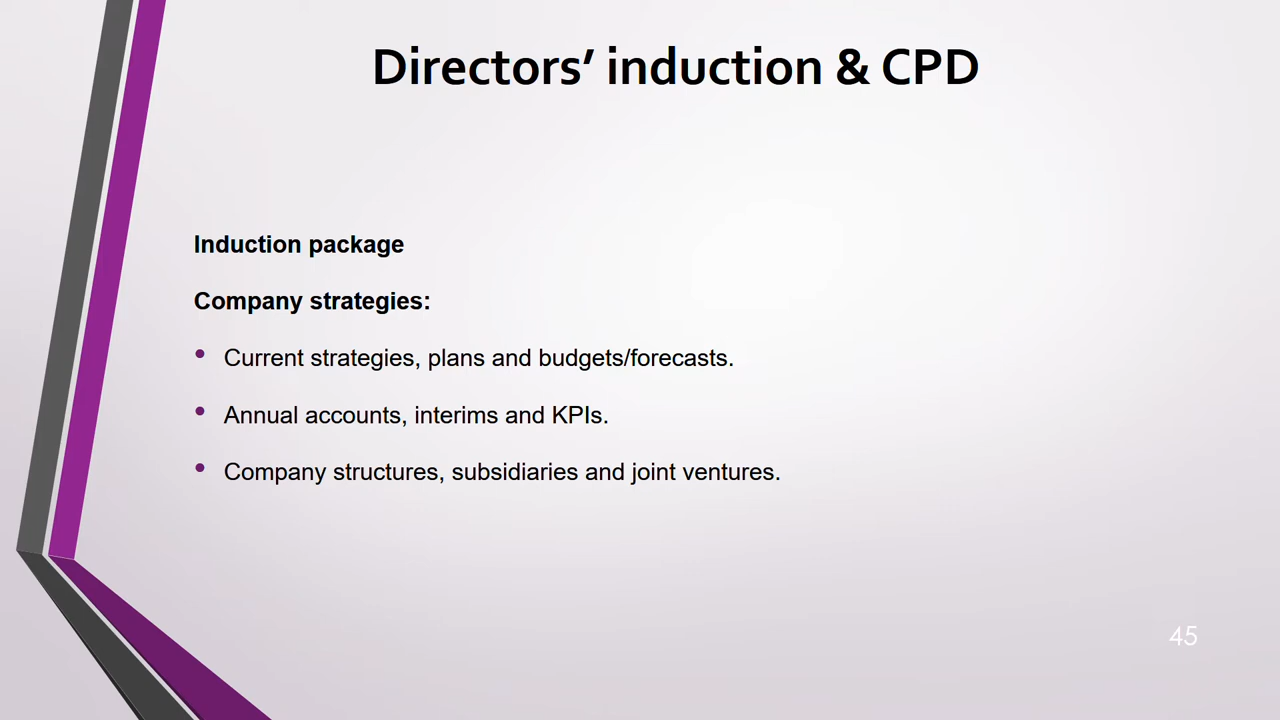 Directors’ induction & CPD
Induction package
Company strategies:
• Current strategies, plans and budgets/forecasts.
• Annual accounts, interims and KPIs.
• Company structures, subsidiaries and joint ventures.
45